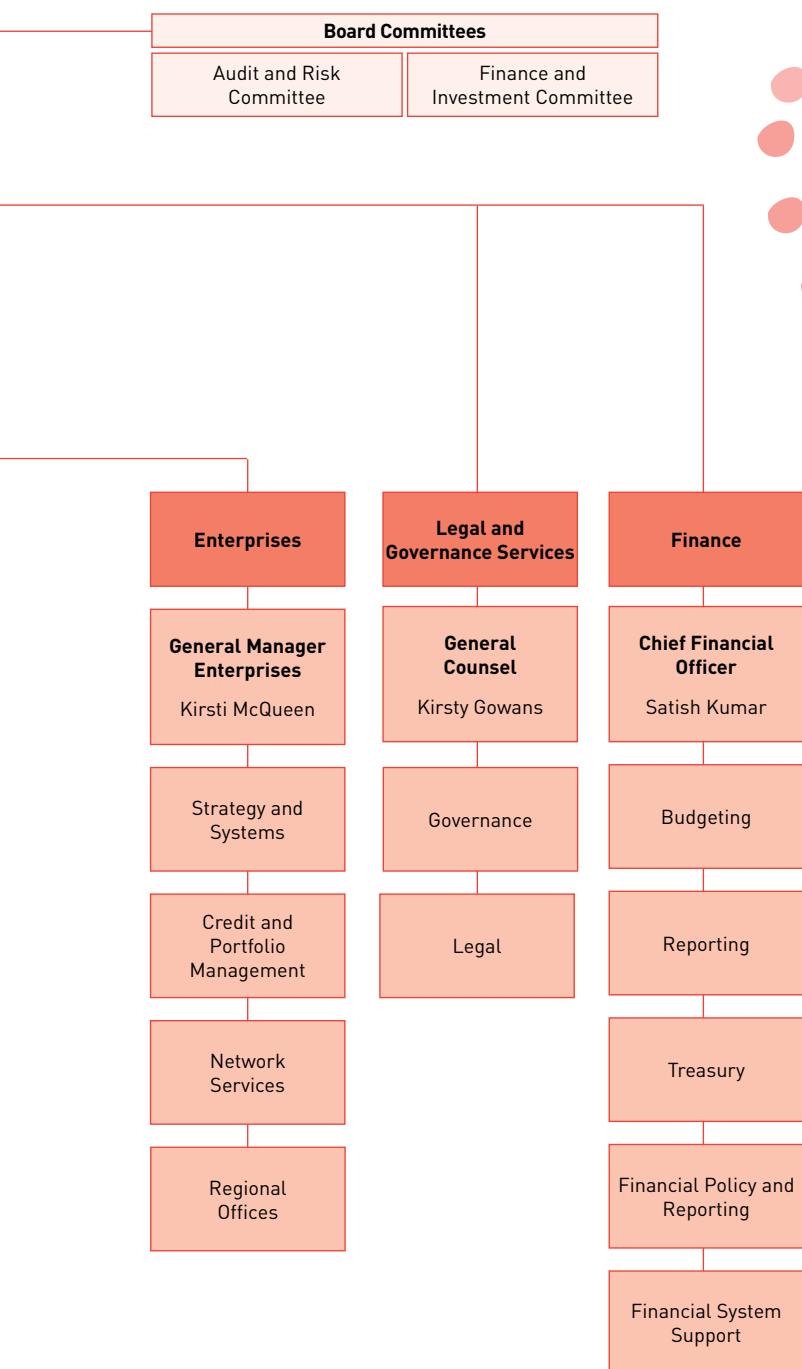 Board Committees
Audit and Risk
Committee
Finance and
Investment Committee
Enterprises
General Manager
Enterprises
Kirsti McQueen
Strategy and
Systems
Credit and
Portfolio
Management
Network
Services
Regional
Offices
Legal and
Governance Services
General
Counsel
Kirsty Gowans
Governance
Legal
Finance
Chief Financial
Officer
Satish Kumar
Budgeting
Reporting
Treasury
Financial Policy and
Reporting
Financial System
Support